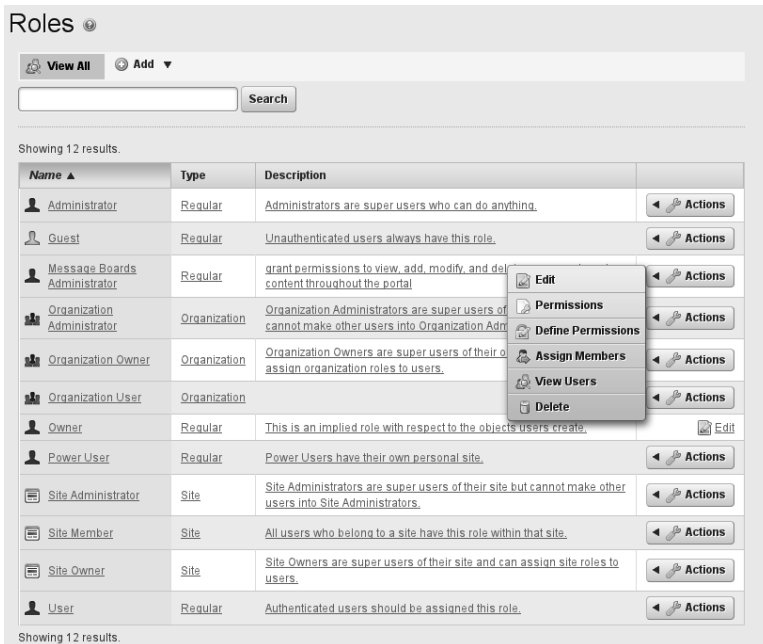 Roles
View All Add
Search
Showing 12 results.
Name ▲ Type Description
Administrator Regular Administrators are super users who can do anything. Actions
Guest Regular Unauthenticated users always have this role. Actions
Message Boards
Administrator Regular grant permissions to view, add, modify, and
content throughout the portal Actions
Edit
Permissions
Define Permissions
Assign Members
View Users
Delete
Organization
Administrator Organization Organization Administrators are super users of
cannot make other users into Organization Actions
Organization Owner Organization Organization Owners are super users of their
assign organization roles to users. Actions
Organization User Organization Actions
Owner Regular This is an implied role with respect to the objects users create. Edit
Power User Regular Power Users have their own personal site. Actions
Site Administrator Site Site Administrators are super users of their site but cannot make other
users into Site Administrators. Actions
Site Member Site All users who belong to a site have this role within that site. Actions
Site Owner Site Site Owners are super users of their site and can assign site roles to
users. Actions
User Regular Authenticated users should be assigned this role. Actions
Showing 12 results.